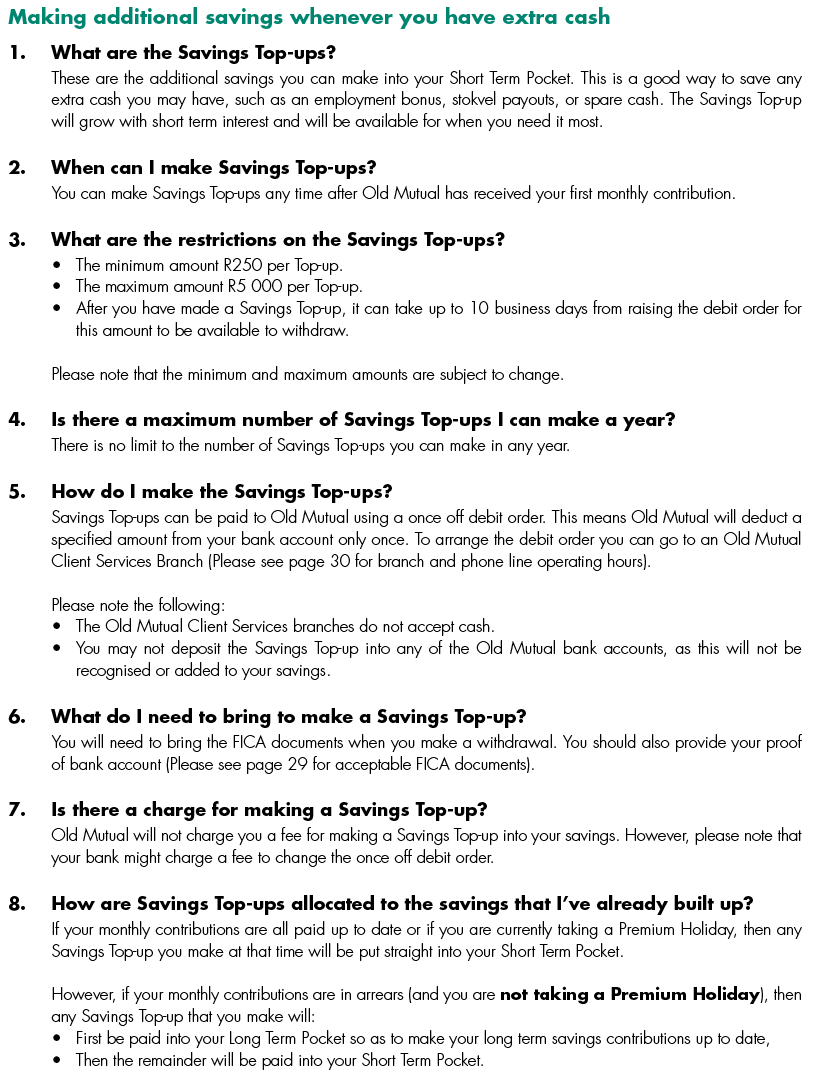 Making additional savings whenever you have extra cash
1. What are the Savings Top-ups?
These are the additional savings you can make into your Short Term Pocket. This is a good way to save any
extra cash you may have, such as an employment bonus, stokvel payouts, or spare cash. The Savings Top-up
will grow with short term interest and will be available for when you need it most.
2. When can I make Savings Top-ups?
You can make Savings Top-ups any time after Old Mutual has received your first monthly contribution.
3. What are the restrictions on the Savings Top-ups?
• The minimum amount R250 per Top-up.
• The maximum amount R5 000 per Top-up.
• After you have made a Savings Top-up, it can take up to 10 business days from raising the debit order for
this amount to be available to withdraw.
Please note that the minimum and maximum amounts are subject to change.
4. Is there a maximum number of Savings Top-ups I can make a year?
There is no limit to the number of Savings Top-ups you can make in any year.
5. How do I make the Savings Top-ups?
Savings Top-ups can be paid to Old Mutual using a once off debit order. This means Old Mutual will deduct a
specified amount from your bank account only once. To arrange the debit order you can go to an Old Mutual
Client Services Branch (Please see page 30 for branch and phone line operating hours).
Please note the following:
• The Old Mutual Client Services branches do not accept cash.
• You may not deposit the Savings Top-up into any of the Old Mutual bank accounts, as this will not be
recognised or added to your savings.
6. What do I need to bring to make a Savings Top-up?
You will need to bring the FICA documents when you make a withdrawal. You should also provide your proof
of bank account (Please see page 29 for acceptable FICA documents).
7. Is there a charge for making a Savings Top-up?
Old Mutual will not charge you a fee for making a Savings Top-up into your savings. However, please note that
your bank might charge a fee to change the once off debit order.
8. How are Savings Top-ups allocated to the savings that I've already built up?
If your monthly contributions are all paid up to date or if you are currently taking a Premium Holiday, then any
Savings Top-up you make at that time will be put straight into your Short Term Pocket.
However, if your monthly contributions are in arrears (and you are not taking a Premium Holiday), then
any Savings Top-up that you make will:
• First be paid into your Long Term Pocket so as to make your long term savings contributions up to date,
• Then the remainder will be paid into your Short Term Pocket.